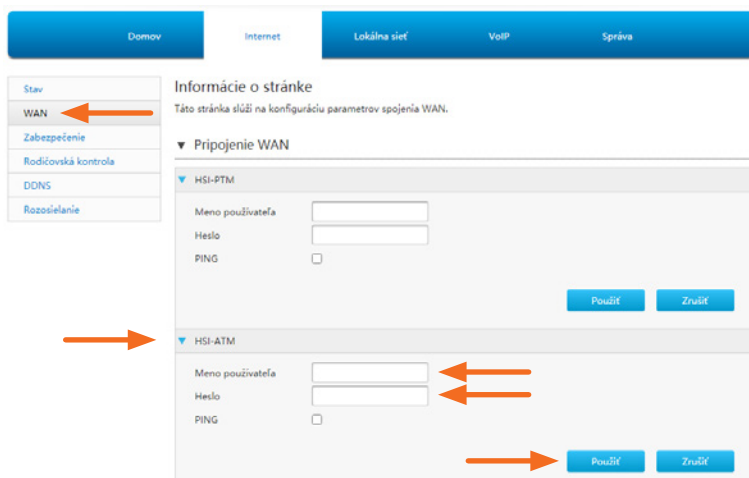 Domov Internet Lokálna sieť VoIP Správa
Stav
WAN
Zabezpečenie
Rodičovská kontrola
DDNS
Rozosielanie
Informácie o stránke
Táto stránka slúži na konfiguráciu parametrov spojenia WAN.
Pripojenie WAN
HSI-PTM
Meno používateľa
Heslo
PING
Použiť Zrušiť
HSI-ATM
Meno používateľa
Heslo
PING
Použiť Zrušiť